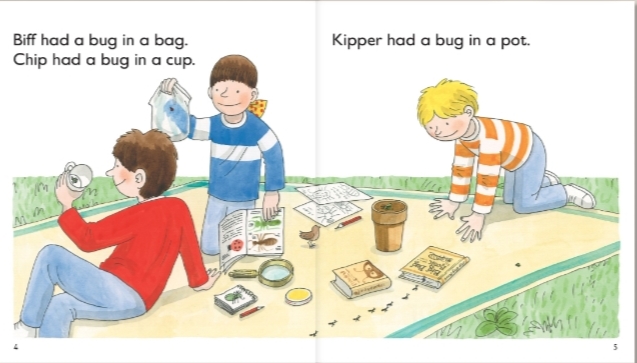 Biff had a bug in a bag.
Chip had a bug in a cup.
Kipper had a bug in a pot.
4
5